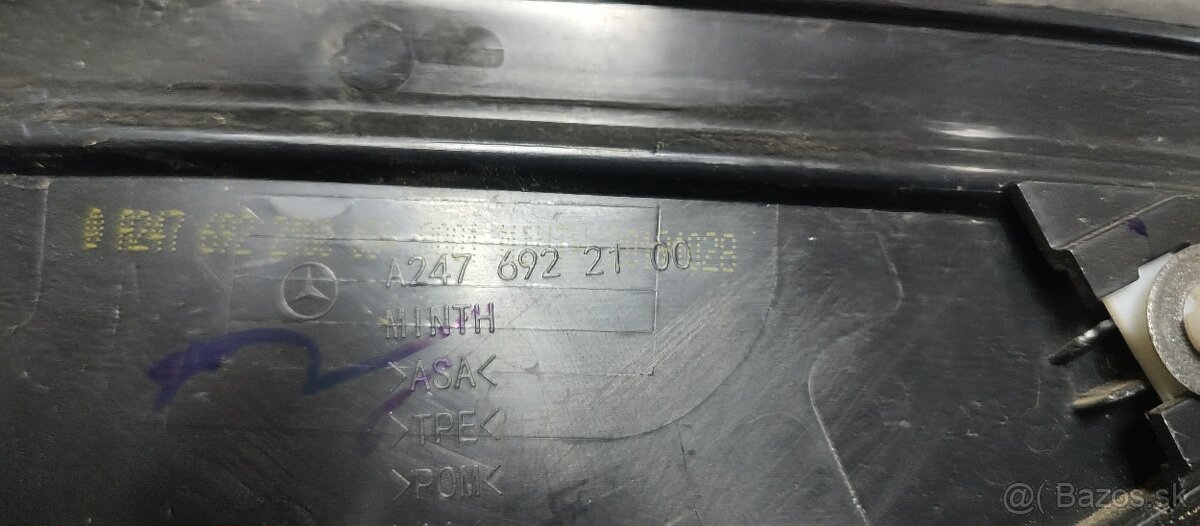 A247 692 21 00
MINTH
>ASA<
>TPE<
>POM<
@( Bazos.sk